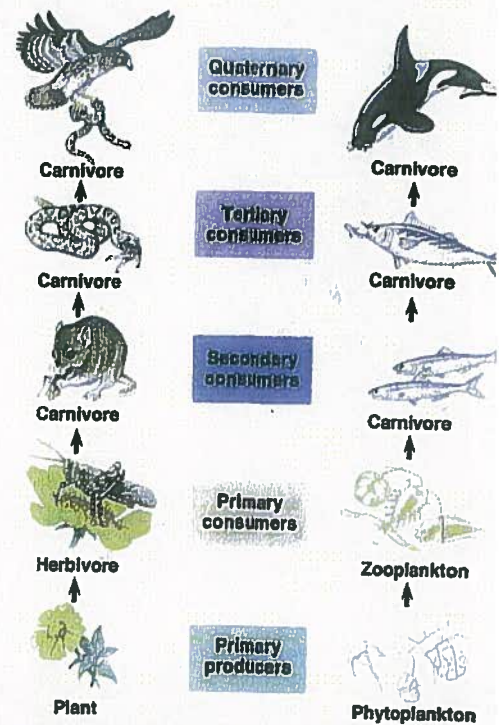 Quaternary
consumers
Carnivore
Carnivore
Tertiary
consumers
Carnivore
Carnivore
Secondary
consumers
Carnivore
Carnivore
Primary
consumers
Herbivore
Zooplankton
Primary
producers
Plant
Phytoplankton